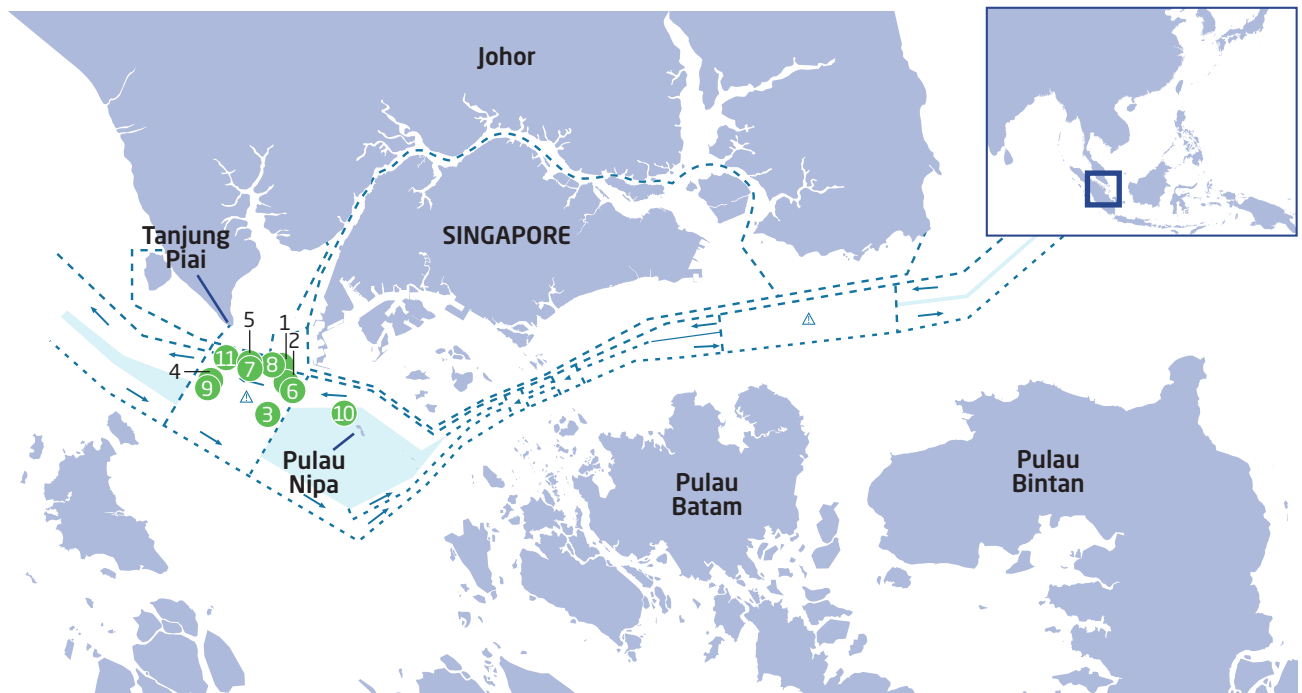 Johor
Tanjung
Piai
SINGAPORE
5
1
2
11
7
8
4
9
6
3
10
Pulau
Nipa
Pulau
Batam
Pulau
Bintan